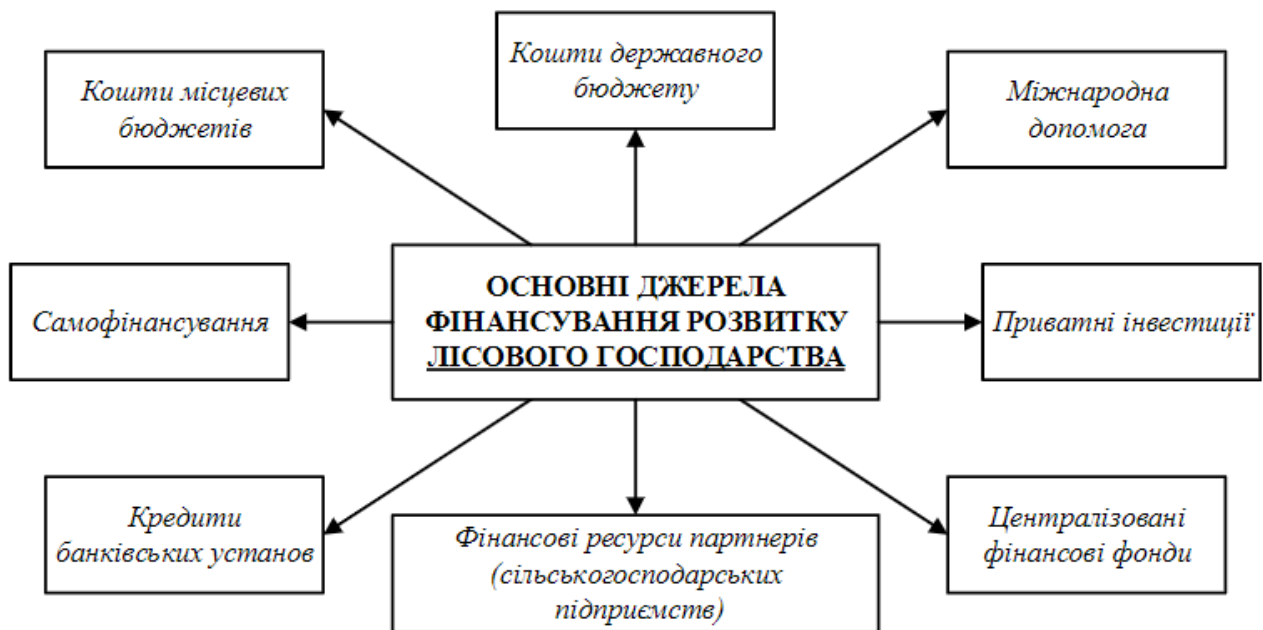 Кошти державного
бюджету
Кошти місцевих
бюджетів
Міжнародна
допомога
ОСНОВНІ ДЖЕРЕЛА
ФІНАНСУВАННЯ РОЗВИТКУ
ЛІСОВОГО ГОСПОДАРСТВА
Самофінансування
Приватні інвестиції
Кредити
банківських установ
Фінансові ресурси партнерів
(сільськогосподарських
підприємств)
Централізовані
фінансові фонди